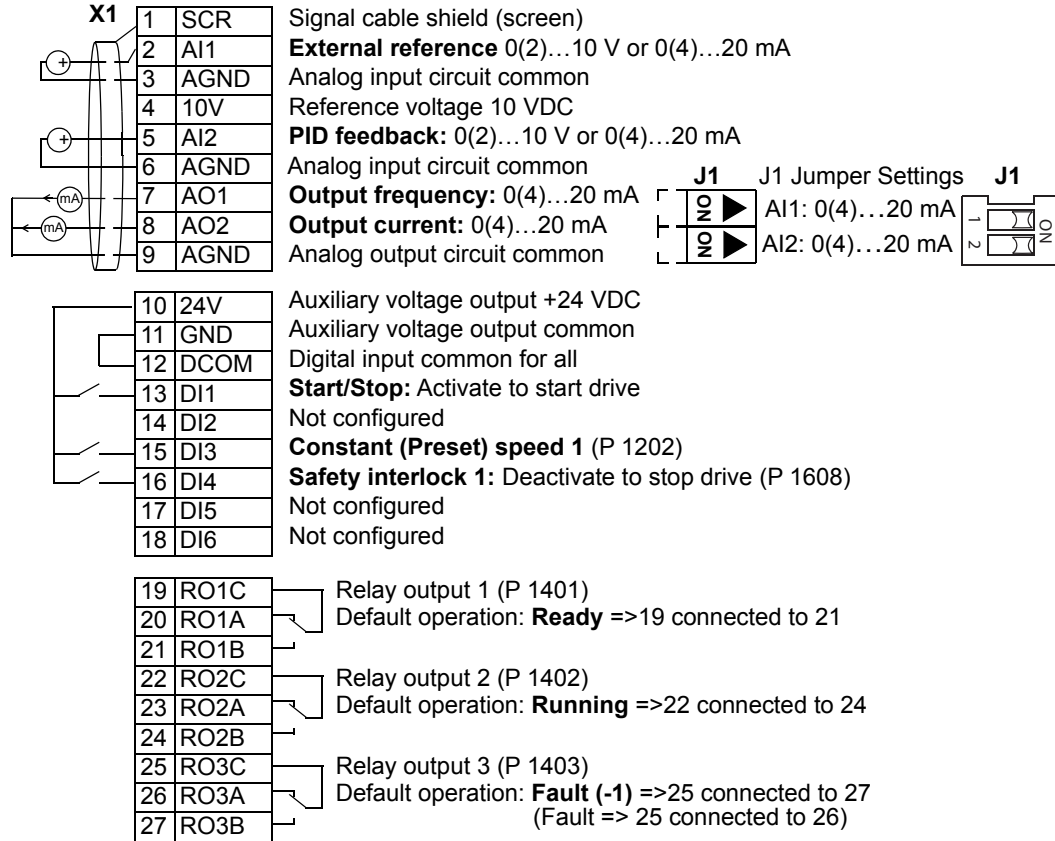 X1
1 SCR Signal cable shield (screen)
2 AI1 External reference 0(2)…10 V or 0(4)…20 mA
3 AGND Analog input circuit common
4 10V Reference voltage 10 VDC
5 AI2 PID feedback: 0(2)…10 V or 0(4)…20 mA
6 AGND Analog input circuit common
7 AO1 Output frequency: 0(4)…20 mA
8 AO2 Output current: 0(4)…20 mA
9 AGND Analog output circuit common
+
+
mA
mA
J1 J1 Jumper Settings J1
ON AI1: 0(4)…20 mA 1
ON AI2: 0(4)…20 mA 2
ON
10 24V Auxiliary voltage output +24 VDC
11 GND Auxiliary voltage output common
12 DCOM Digital input common for all
13 DI1 Start/Stop: Activate to start drive
14 DI2 Not configured
15 DI3 Constant (Preset) speed 1 (P 1202)
16 DI4 Safety interlock 1: Deactivate to stop drive (P 1608)
17 DI5 Not configured
18 DI6 Not configured
19 RO1C Relay output 1 (P 1401)
20 RO1A Default operation: Ready =>19 connected to 21
21 RO1B
22 RO2C Relay output 2 (P 1402)
23 RO2A Default operation: Running =>22 connected to 24
24 RO2B
25 RO3C Relay output 3 (P 1403)
26 RO3A Default operation: Fault (-1) =>25 connected to 27
27 RO3B (Fault => 25 connected to 26)